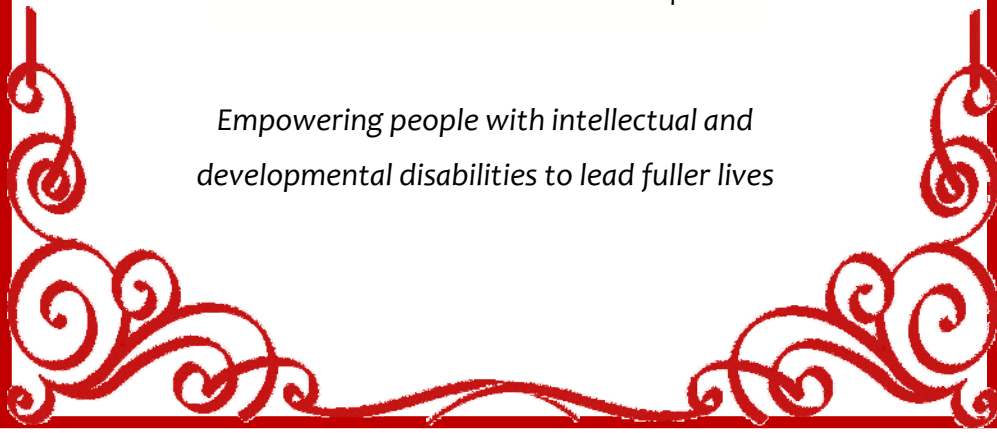 Empowering people with intellectual and
developmental disabilities to lead fuller lives